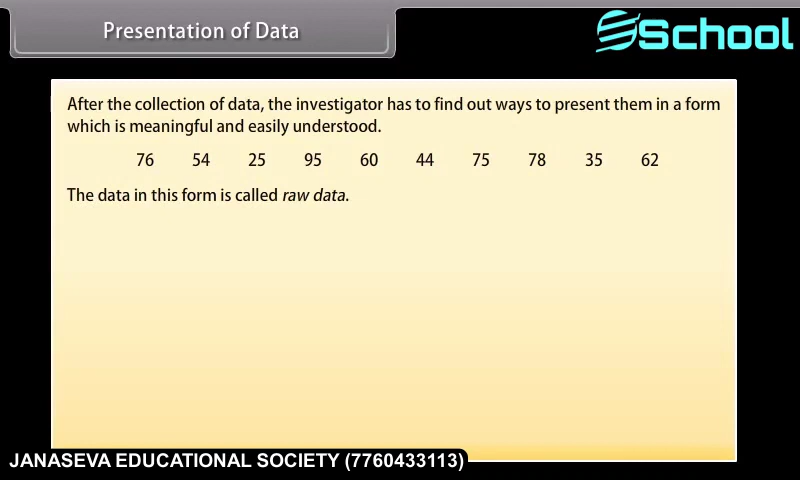 Presentation of Data
School
After the collection of data, the investigator has to find out ways to present them in a form
which is meaningful and easily understood.
76 54 25 95 60 44 75 78 35 62
The data in this form is called raw data.
JANASEVA EDUCATIONAL SOCIETY (7760433113)